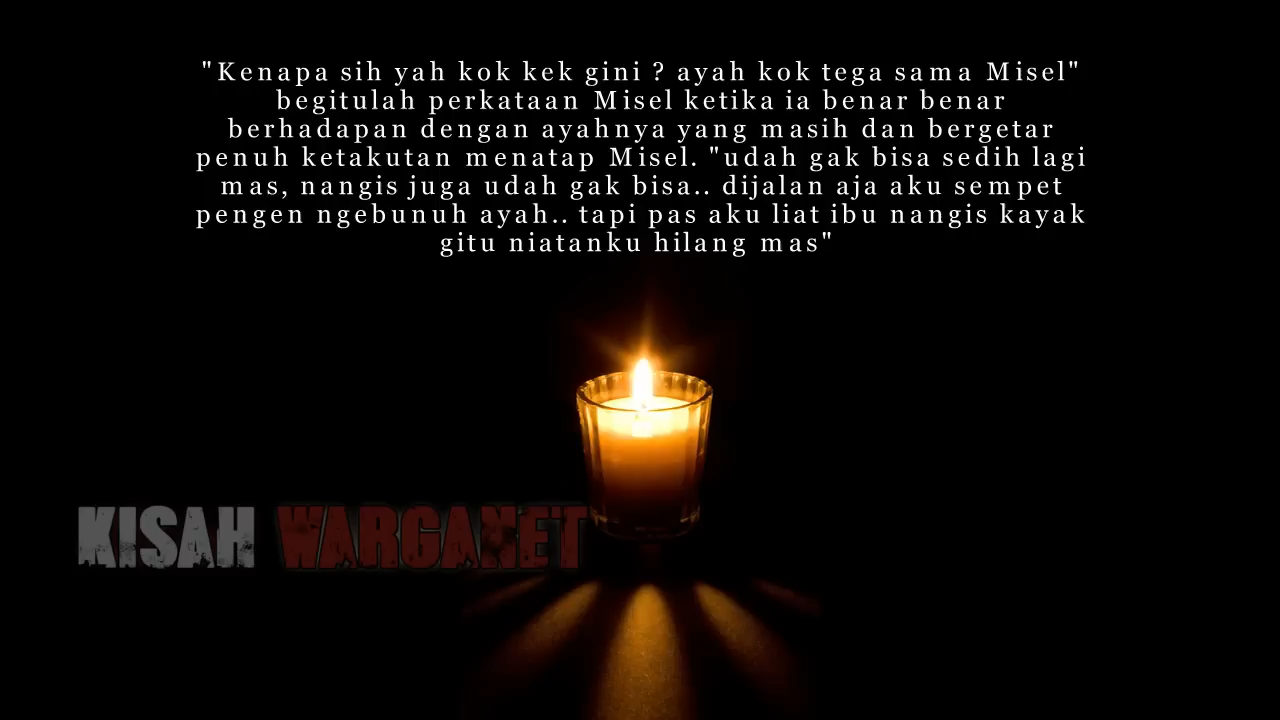 "Kenapa sih yah kok kek gini ? ayah kok tega sama Misel"
begitulah perkataan Misel ketika ia benar benar
berhadapan dengan ayahnya yang masih dan bergetar
penuh ketakutan menatap Misel. "udah gak bisa sedih lagi
mas, nangis juga udah gak bisa.. dijalan aja aku sempet
pengen ngebunuh ayah.. tapi pas aku liat ibu nangis kayak
gitu niatanku hilang mas"
KISAH WARGANET